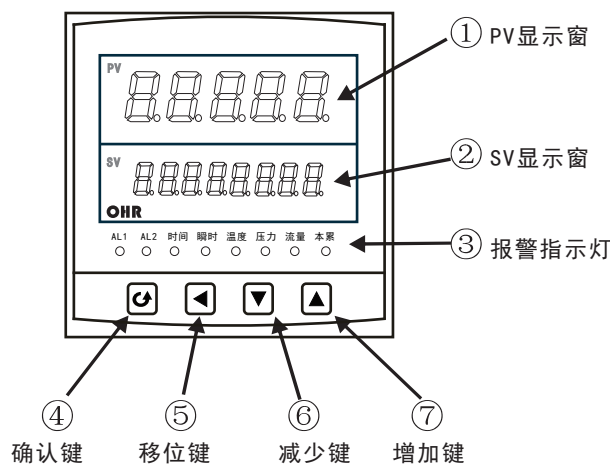 ① PV显示窗
PV
② SV显示窗
SV
OHR
AL1 AL2 时间 瞬时 温度 压力 流量 本累
③ 报警指示灯
④ ⑤ ⑥ ⑦
确认键 移位键 减少键 增加键